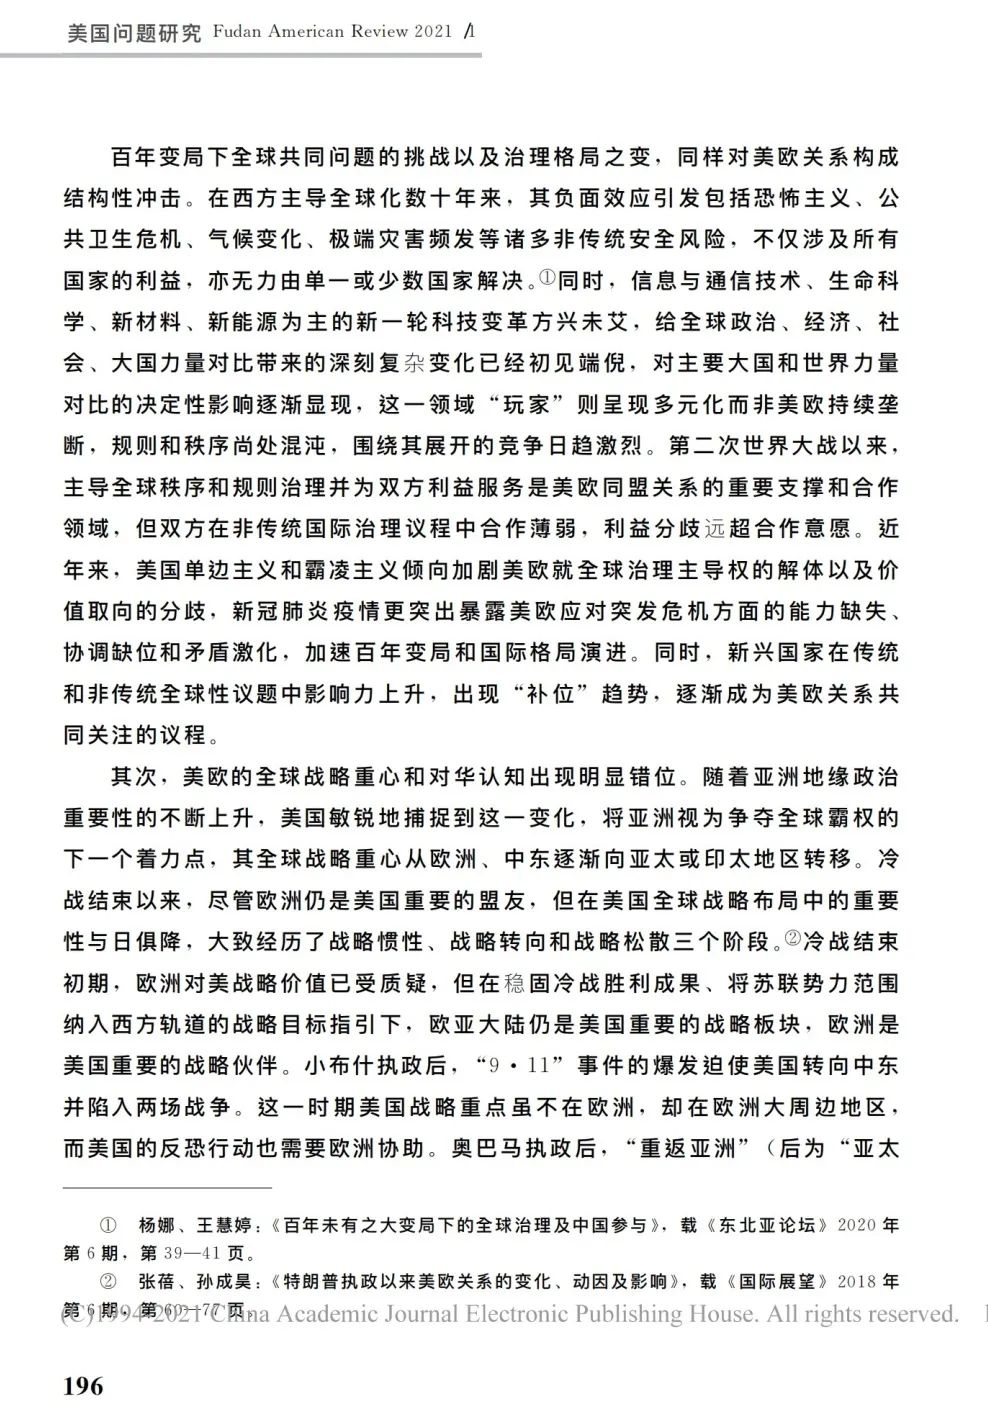 美国问题研究 Fudan American Review 2021 /1
百年变局下全球共同问题的挑战以及治理格局之变，同样对美欧关系构成
结构性冲击。在西方主导全球化数十年来，其负面效应引发包括恐怖主义、公
共卫生危机、气候变化、极端灾害频发等诸多非传统安全风险，不仅涉及所有
国家的利益，亦无力由单一或少数国家解决。①同时，信息与通信技术、生命科
学、新材料、新能源为主的新一轮科技变革方兴未艾，给全球政治、经济、社
会、大国力量对比带来的深刻复杂变化已经初见端倪，对主要大国和世界力量
对比的决定性影响逐渐显现，这一领域“玩家”则呈现多元化而非美欧持续垄
断，规则和秩序尚处混沌，围绕其展开的竞争日趋激烈。第二次世界大战以来，
主导全球秩序和规则治理并为双方利益服务是美欧同盟关系的重要支撑和合作
领域，但双方在非传统国际治理议程中合作薄弱，利益分歧远超合作意愿。近
年来，美国单边主义和霸凌主义倾向加剧美欧就全球治理主导权的解体以及价
值取向的分歧，新冠肺炎疫情更突出暴露美欧应对突发危机方面的能力缺失、
协调缺位和矛盾激化，加速百年变局和国际格局演进。同时，新兴国家在传统
和非传统全球性议题中影响力上升，出现“补位”趋势，逐渐成为美欧关系共
同关注的议程。
其次，美欧的全球战略重心和对华认知出现明显错位。随着亚洲地缘政治
重要性的不断上升，美国敏锐地捕捉到这一变化，将亚洲视为争夺全球霸权的
下一个着力点，其全球战略重心从欧洲、中东逐渐向亚太或印太地区转移。冷
战结束以来，尽管欧洲仍是美国重要的盟友，但在美国全球战略布局中的重要
性与日俱降，大致经历了战略惯性、战略转向和战略松散三个阶段。②冷战结束
初期，欧洲对美战略价值已受质疑，但在稳固冷战胜利成果、将苏联势力范围
纳入西方轨道的战略目标指引下，欧亚大陆仍是美国重要的战略板块，欧洲是
美国重要的战略伙伴。小布什执政后，“9·11”事件的爆发迫使美国转向中东
并陷入两场战争。这一时期美国战略重点虽不在欧洲，却在欧洲大周边地区，
而美国的反恐行动也需要欧洲协助。奥巴马执政后，“重返亚洲”（后为“亚太
① 杨娜、王慧婷：《百年未有之大变局下的全球治理及中国参与》，载《东北亚论坛》2020 年
第 6 期，第 39—41 页。
② 张蓓、孙成昊：《特朗普执政以来美欧关系的变化、动因及影响》，载《国际展望》2018 年
第 6 期，第 60—77 页。
(C)1994-2021 China Academic Journal Electronic Publishing House. All rights reserved.
196